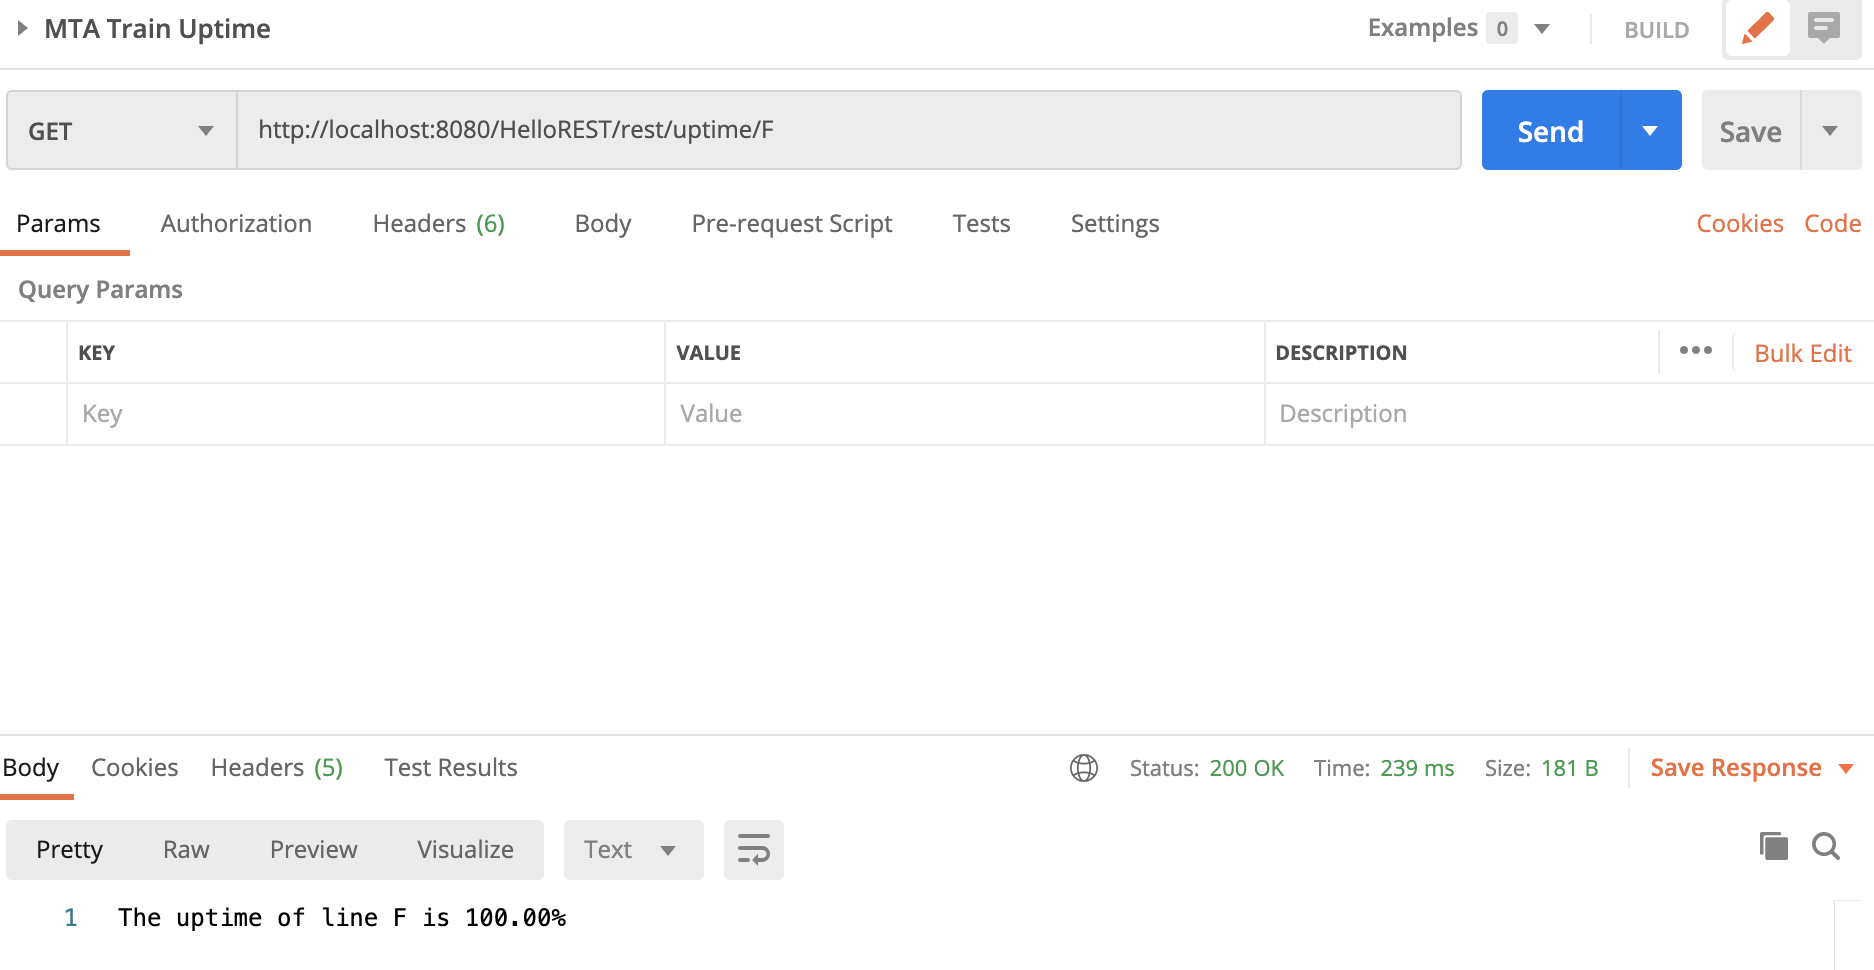 MTA Train Uptime
Examples 0
BUILD
GET
http://localhost:8080/HelloREST/rest/uptime/F
Send
Save
Params Authorization Headers (6) Body Pre-request Script Tests Settings Cookies Code
Query Params
KEY VALUE DESCRIPTION Bulk Edit
Key Value Description
Body Cookies Headers (5) Test Results Status: 200 OK Time: 239 ms Size: 181 B Save Response
Pretty Raw Preview Visualize Text
1 The uptime of line F is 100.00%